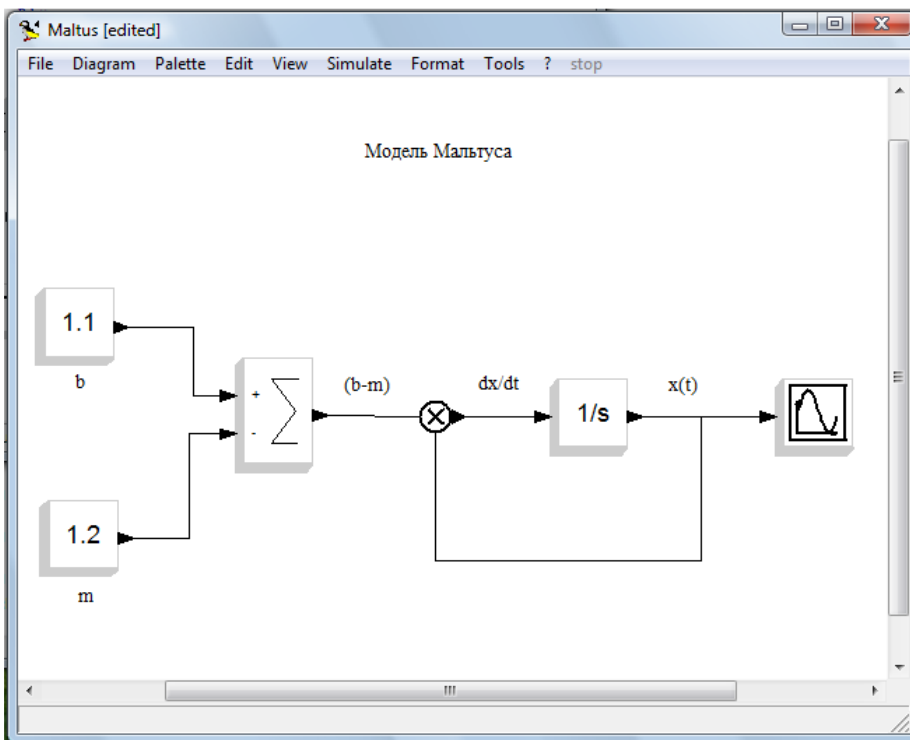 Maltus [edited]
File Diagram Palette Edit View Simulate Format Tools ? stop
Модель Мальтуса
1.1
b
+
-
(b-m)
dx/dt
1/s
x(t)
1.2
m